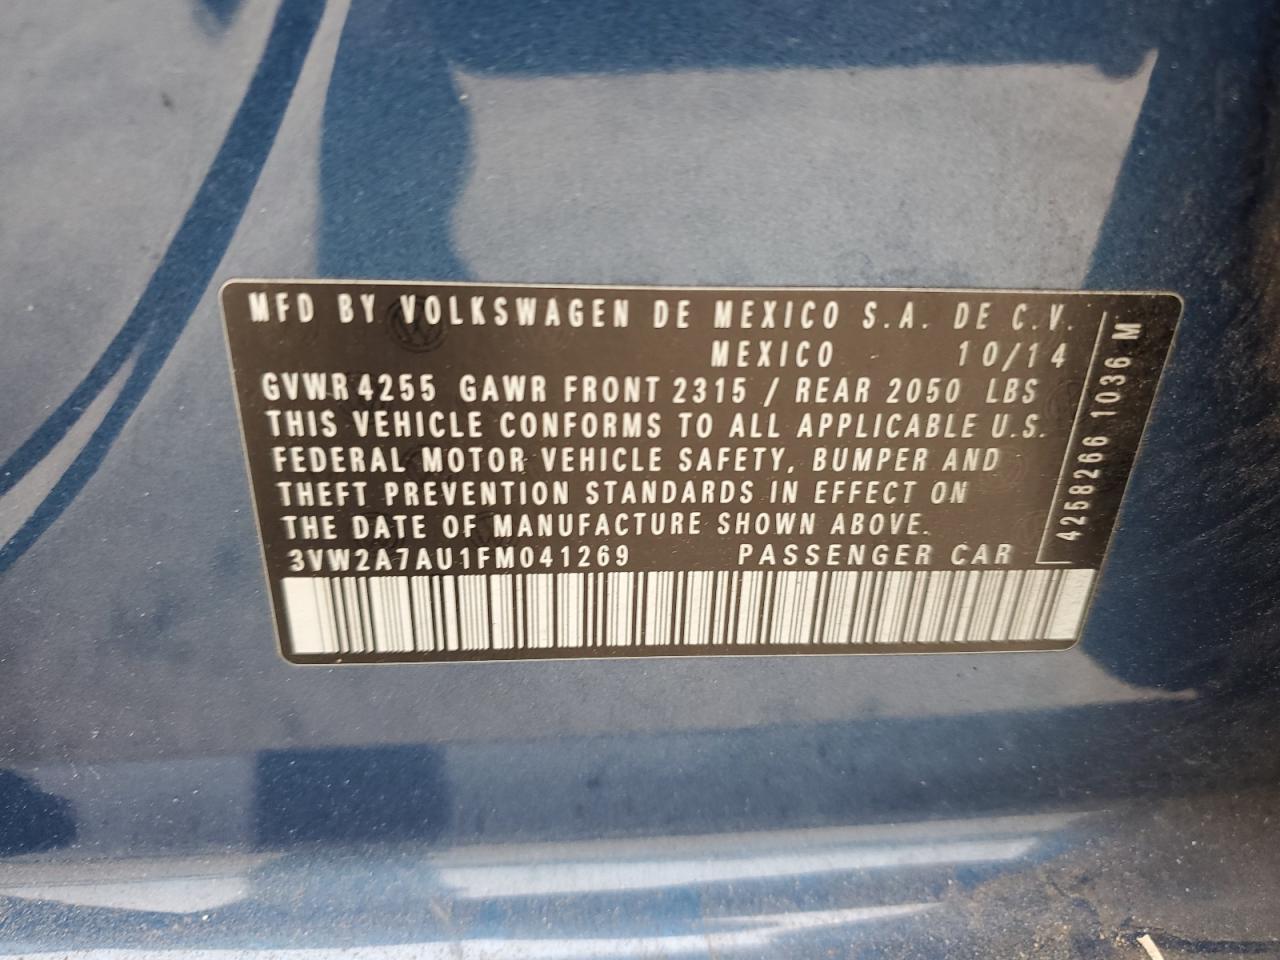 MFD BY VOLKSWAGEN DE MEXICO S.A. DE C.V.
MEXICO 10/14
GVWR 4255 GAWR FRONT 2315 / REAR 2050 LBS
THIS VEHICLE CONFORMS TO ALL APPLICABLE U.S.
FEDERAL MOTOR VEHICLE SAFETY, BUMPER AND
THEFT PREVENTION STANDARDS IN EFFECT ON
THE DATE OF MANUFACTURE SHOWN ABOVE.
3VW2A7AU1FM041269 PASSENGER CAR
4258266 1036 M